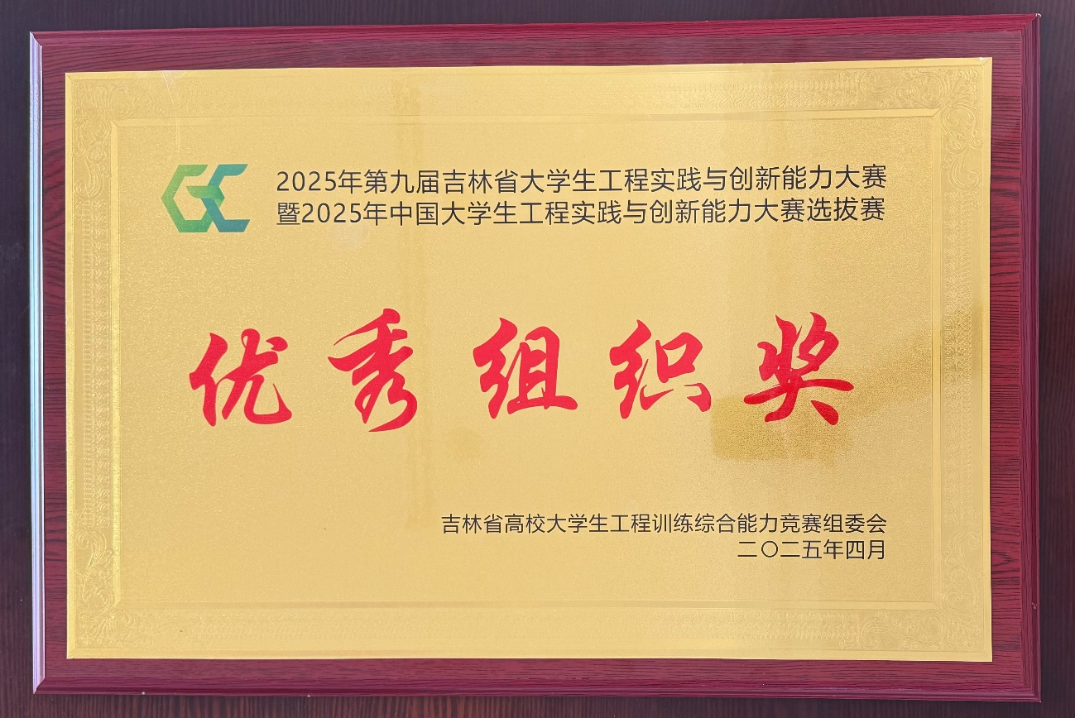 2025年第九届吉林省大学生工程实践与创新能力大赛
暨2025年中国大学生工程实践与创新能力大赛选拔赛
优秀组织奖
吉林省高校大学生工程训练综合能力竞赛组委会
二〇二五年四月